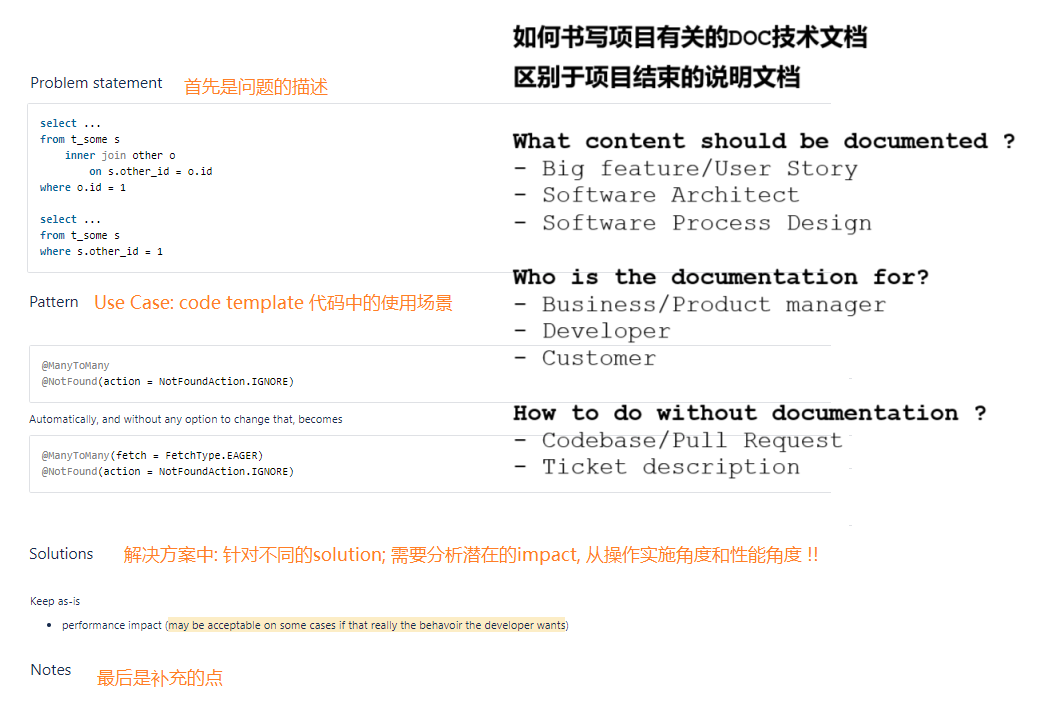 如何书写项目有关的DOC技术文档
区别于项目结束的说明文档
Problem statement 首先是问题的描述
select ...
from t_some s
    inner join other o
        on s.other_id = o.id
where o.id = 1
select ...
from t_some s
where s.other_id = 1
What content should be documented ?
- Big feature/User Story
- Software Architect
- Software Process Design
Who is the documentation for?
- Business/Product manager
- Developer
- Customer
How to do without documentation ?
- Codebase/Pull Request
- Ticket description
Pattern Use Case: code template 代码中的使用场景
@ManyToMany
@NotFound(action = NotFoundAction.IGNORE)
Automatically, and without any option to change that, becomes
@ManyToMany(fetch = FetchType.EAGER)
@NotFound(action = NotFoundAction.IGNORE)
Solutions 解决方案中: 针对不同的solution; 需要分析潜在的impact, 从操作实施角度和性能角度 !!
Keep as-is
• performance impact (may be acceptable on some cases if that really the behavoir the developer wants)
Notes 最后是补充的点